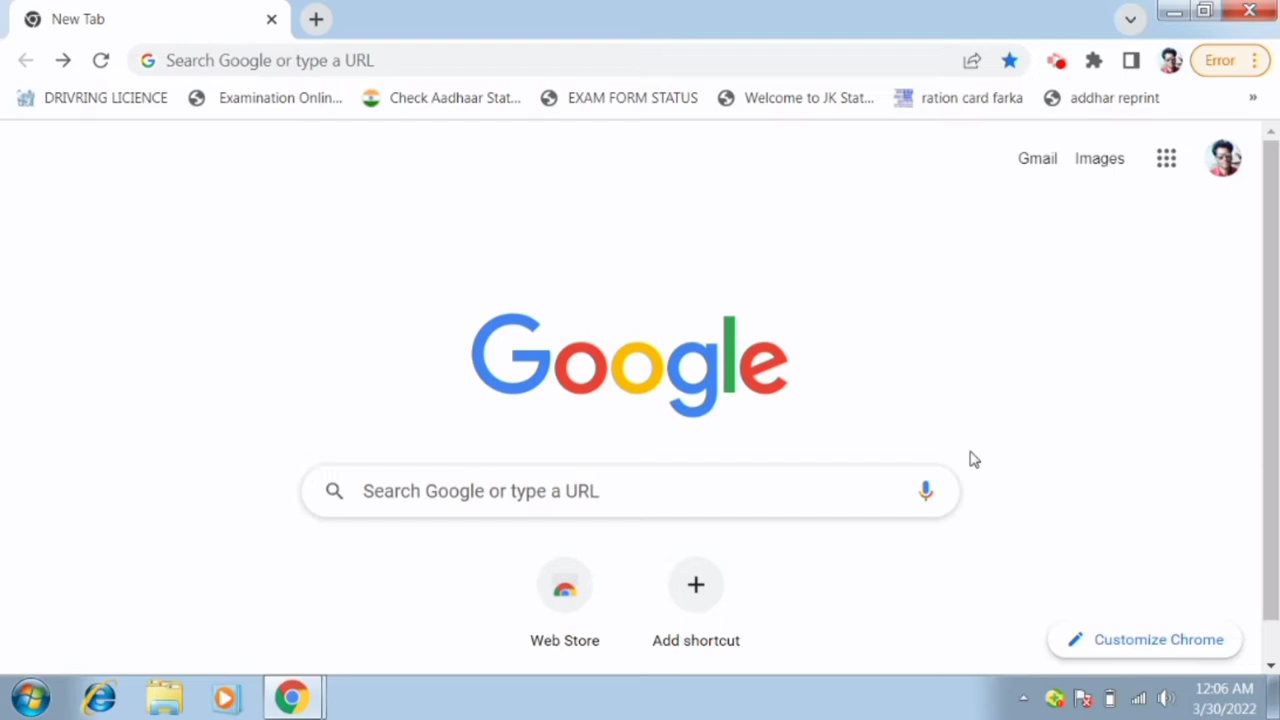 New Tab
Search Google or type a URL
Error
DRIVRING LICIENCE
Examination Onlin...
Check Aadhaar Stat...
EXAM FORM STATUS
Welcome to JK Stat...
ration card farka
addhar reprint
»
Gmail
Images
Google
Search Google or type a URL
Web Store
Add shortcut
Customize Chrome
12:06 AM
3/30/2022